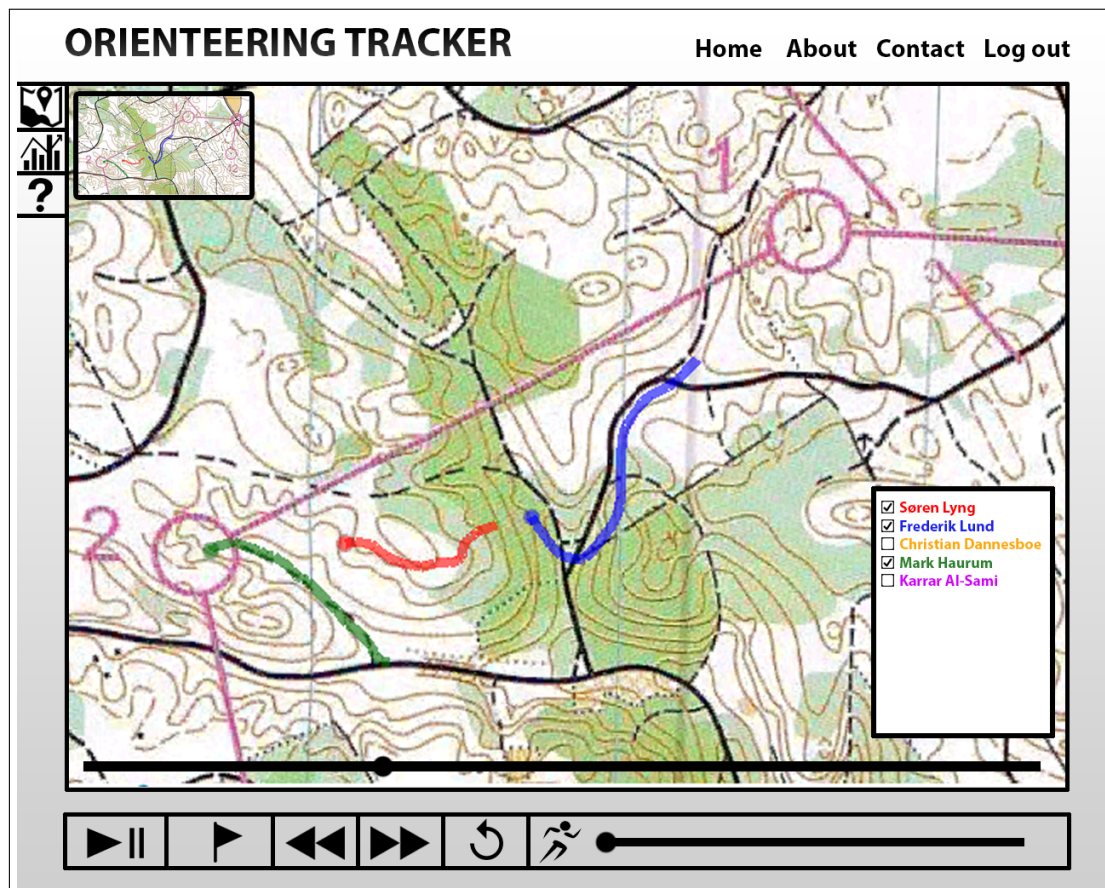 ORIENTEERING TRACKER
Home About Contact Log out
?
1
2
Søren Lyng
Frederik Lund
Christian Dannesboe
Mark Haurum
Karrar Al-Sami